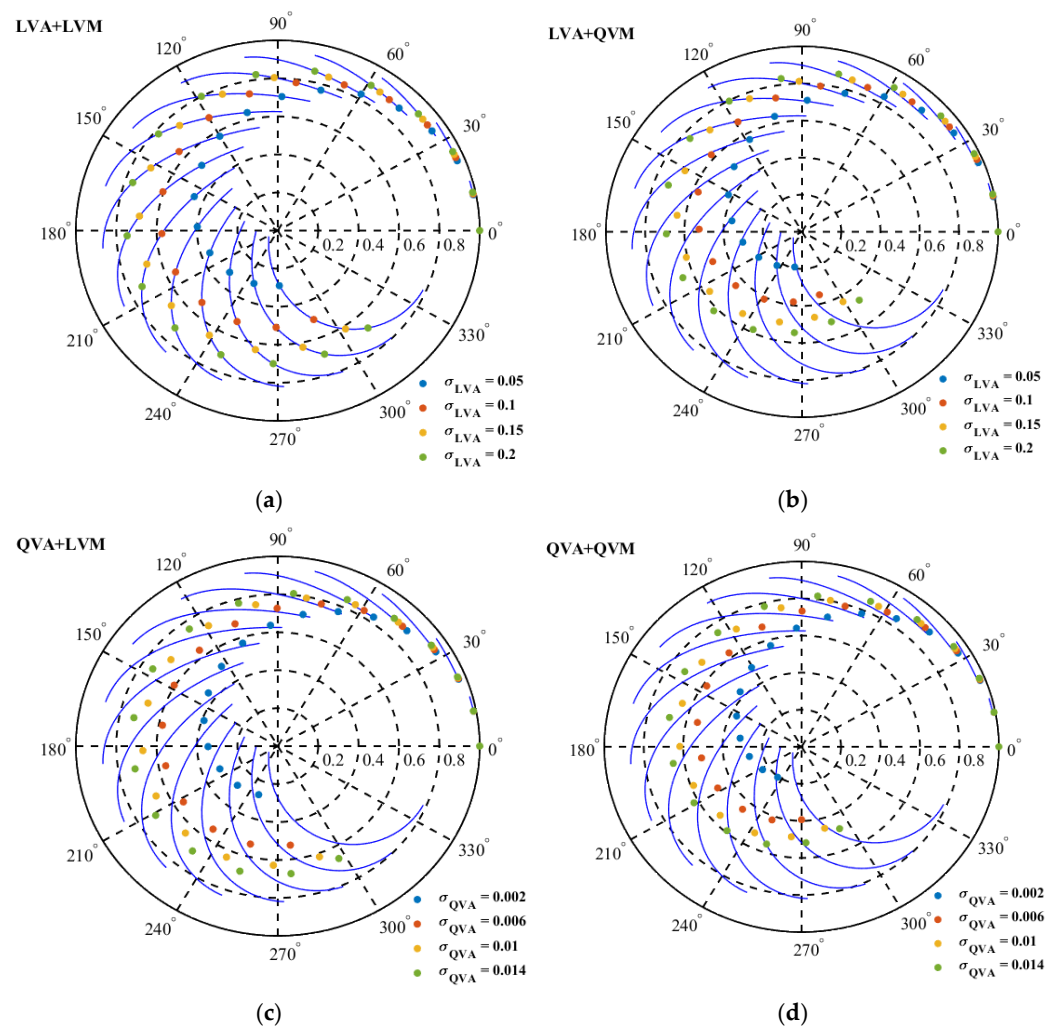 LVA+LVM
90°
120°
60°
150°
30°
180°
0.2 0.4 0.6 0.8
0°
210°
330°
240°
300°
270°
σLVA = 0.05
σLVA = 0.1
σLVA = 0.15
σLVA = 0.2
(a)
LVA+QVM
90°
120°
60°
150°
30°
180°
0.2 0.4 0.6 0.8
0°
210°
330°
240°
300°
270°
σLVA = 0.05
σLVA = 0.1
σLVA = 0.15
σLVA = 0.2
(b)
QVA+LVM
90°
120°
60°
150°
30°
180°
0.2 0.4 0.6 0.8
0°
210°
330°
240°
300°
270°
σQVA = 0.002
σQVA = 0.006
σQVA = 0.01
σQVA = 0.014
(c)
QVA+QVM
90°
120°
60°
150°
30°
180°
0.2 0.4 0.6 0.8
0°
210°
330°
240°
300°
270°
σQVA = 0.002
σQVA = 0.006
σQVA = 0.01
σQVA = 0.014
(d)